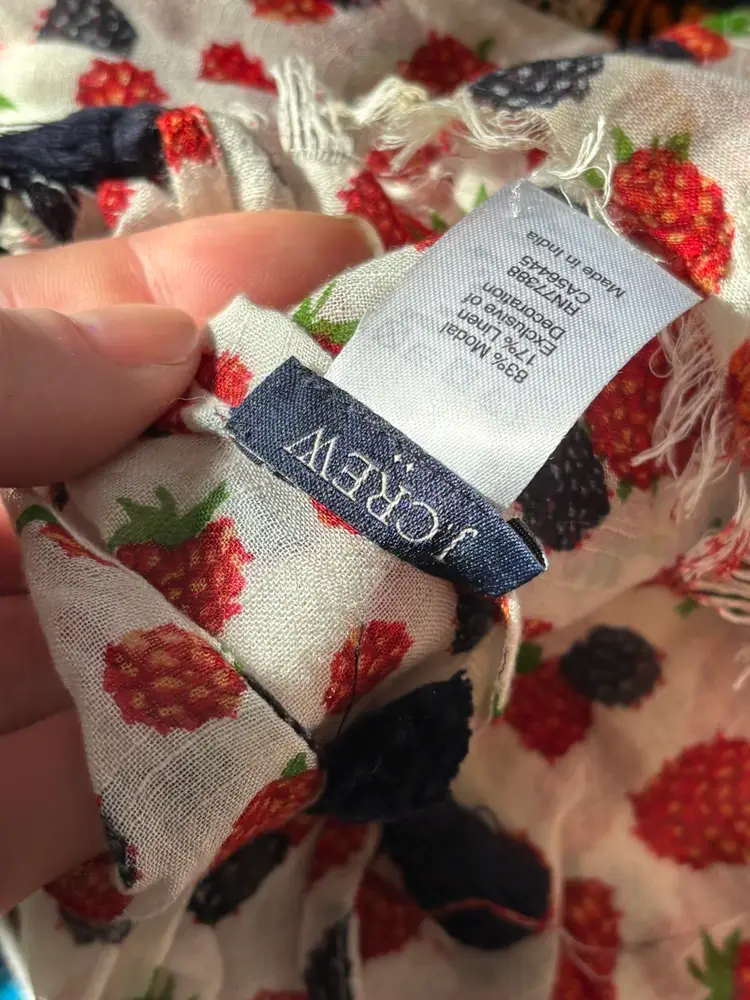 J.CREW
83% Modal
17% Linen
Exclusive of
Decoration
RN77388
CA56445
Made in India